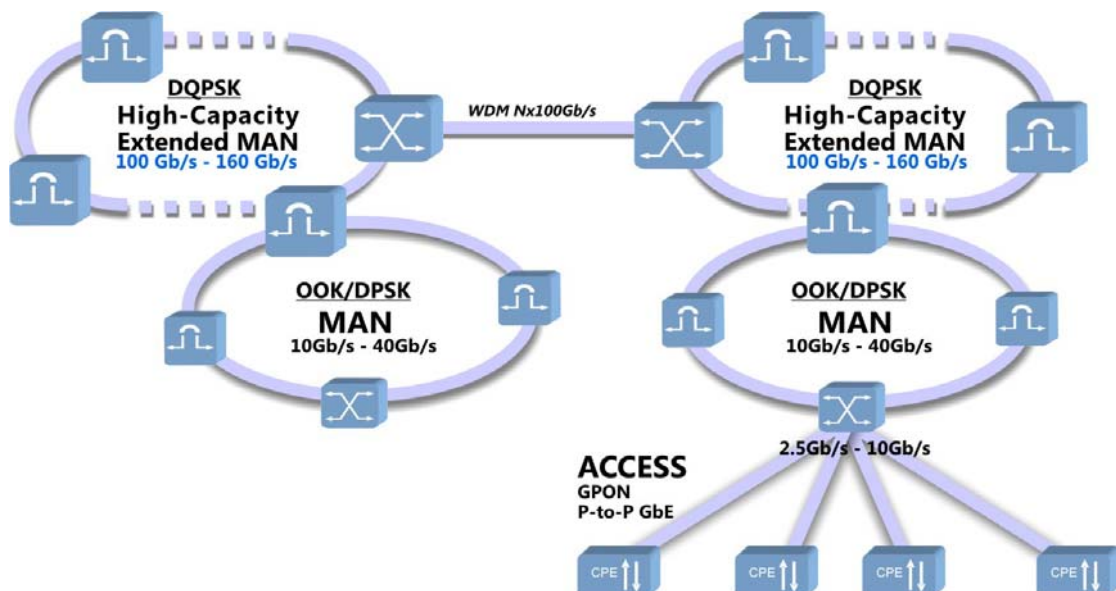 DQPSK
High-Capacity
Extended MAN
100 Gb/s - 160 Gb/s
WDM Nx100Gb/s
DQPSK
High-Capacity
Extended MAN
100 Gb/s - 160 Gb/s
OOK/DPSK
MAN
10Gb/s - 40Gb/s
OOK/DPSK
MAN
10Gb/s - 40Gb/s
2.5Gb/s - 10Gb/s
ACCESS
GPON
P-to-P GbE
CPE
CPE
CPE
CPE